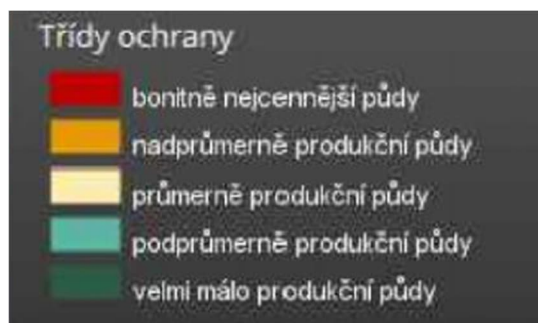 Třídy ochrany
bonitně nejcennější půdy
nadprůmerně produkční půdy
průmerně produkční půdy
podprůmerně produkční půdy
velmi málo produkční půdy